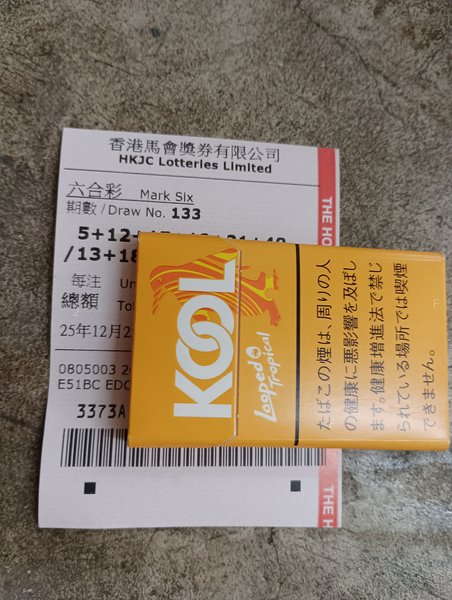 香港馬會獎券有限公司
HKJC Lotteries Limited
六合彩 Mark Six
期數/Draw No. 133
5+12+
/13+18
每注
總額
25年12月2
0805003
E51BC EDC
3373A
THE HO
THE H
KOOL
Looped to
Tropical
たばこの煙は、周りの人
の健康に悪影響を及ぼし
ます。健康増進法で禁じ
られている場所では喫煙
できません。